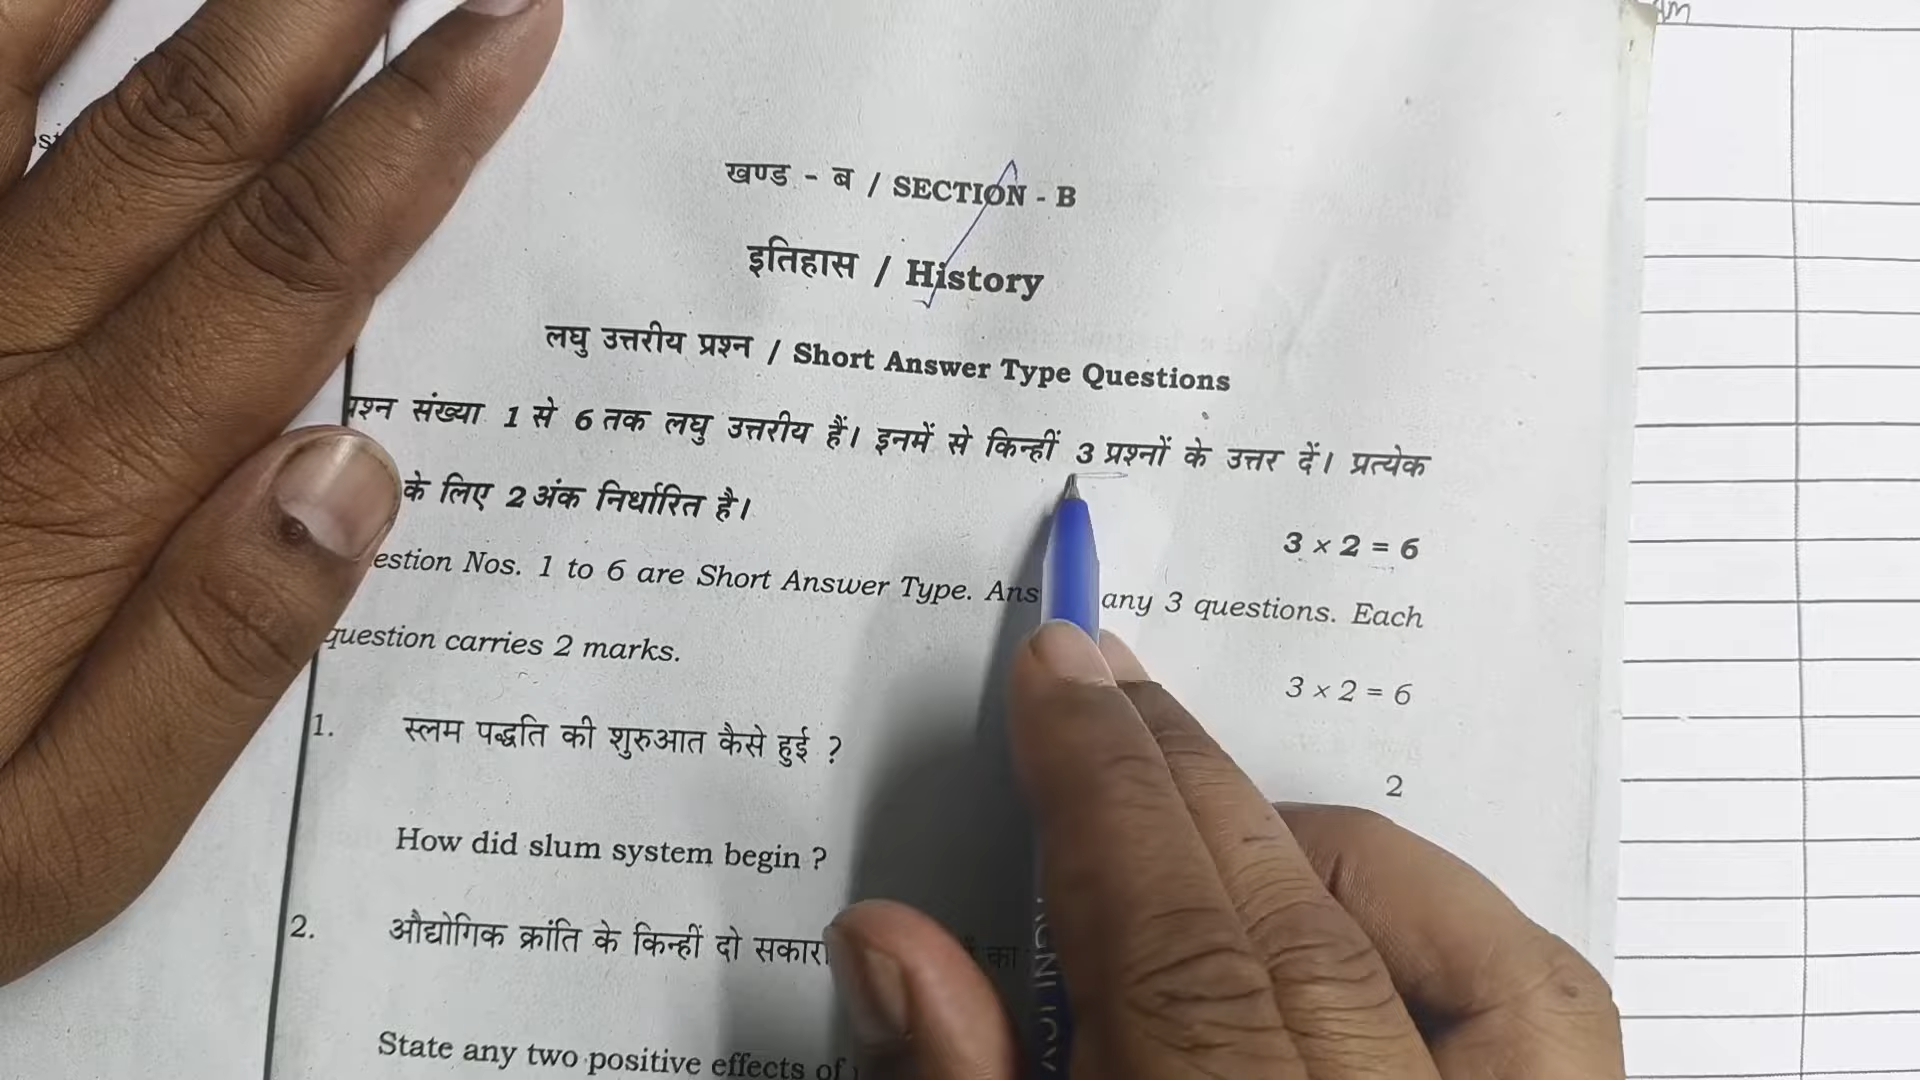 खण्ड - ब / SECTION - B
इतिहास / History
लघु उत्तरीय प्रश्न / Short Answer Type Questions
प्रश्न संख्या 1 से 6 तक लघु उत्तरीय हैं। इनमें से किन्हीं 3 प्रश्नों के उत्तर दें। प्रत्येक
के लिए 2 अंक निर्धारित है।
3 × 2 = 6
estion Nos. 1 to 6 are Short Answer Type. Ans any 3 questions. Each
question carries 2 marks.
3 × 2 = 6
1. स्लम पद्धति की शुरुआत कैसे हुई ?
2
How did slum system begin ?
2. औद्योगिक क्रांति के किन्हीं दो सकारा का
State any two positive effects of